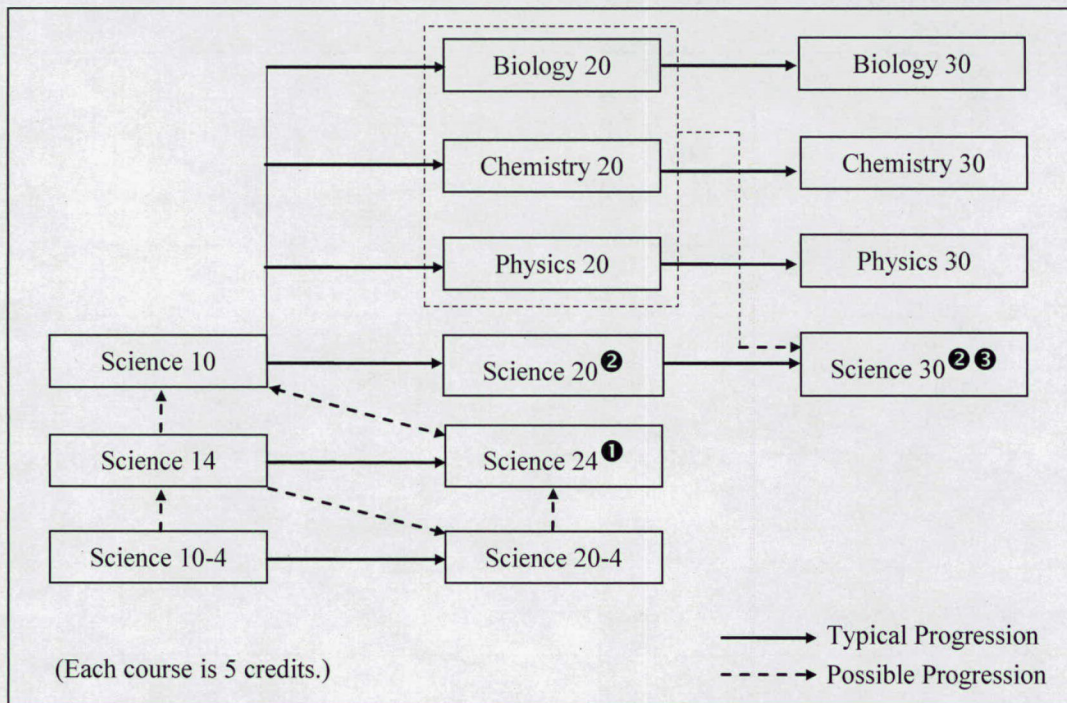 Biology 20
Biology 30
Chemistry 20
Chemistry 30
Physics 20
Physics 30
Science 10
Science 20❷
Science 30❷❸
Science 14
Science 24❶
Science 10-4
Science 20-4
Typical Progression
(Each course is 5 credits.)
Possible Progression